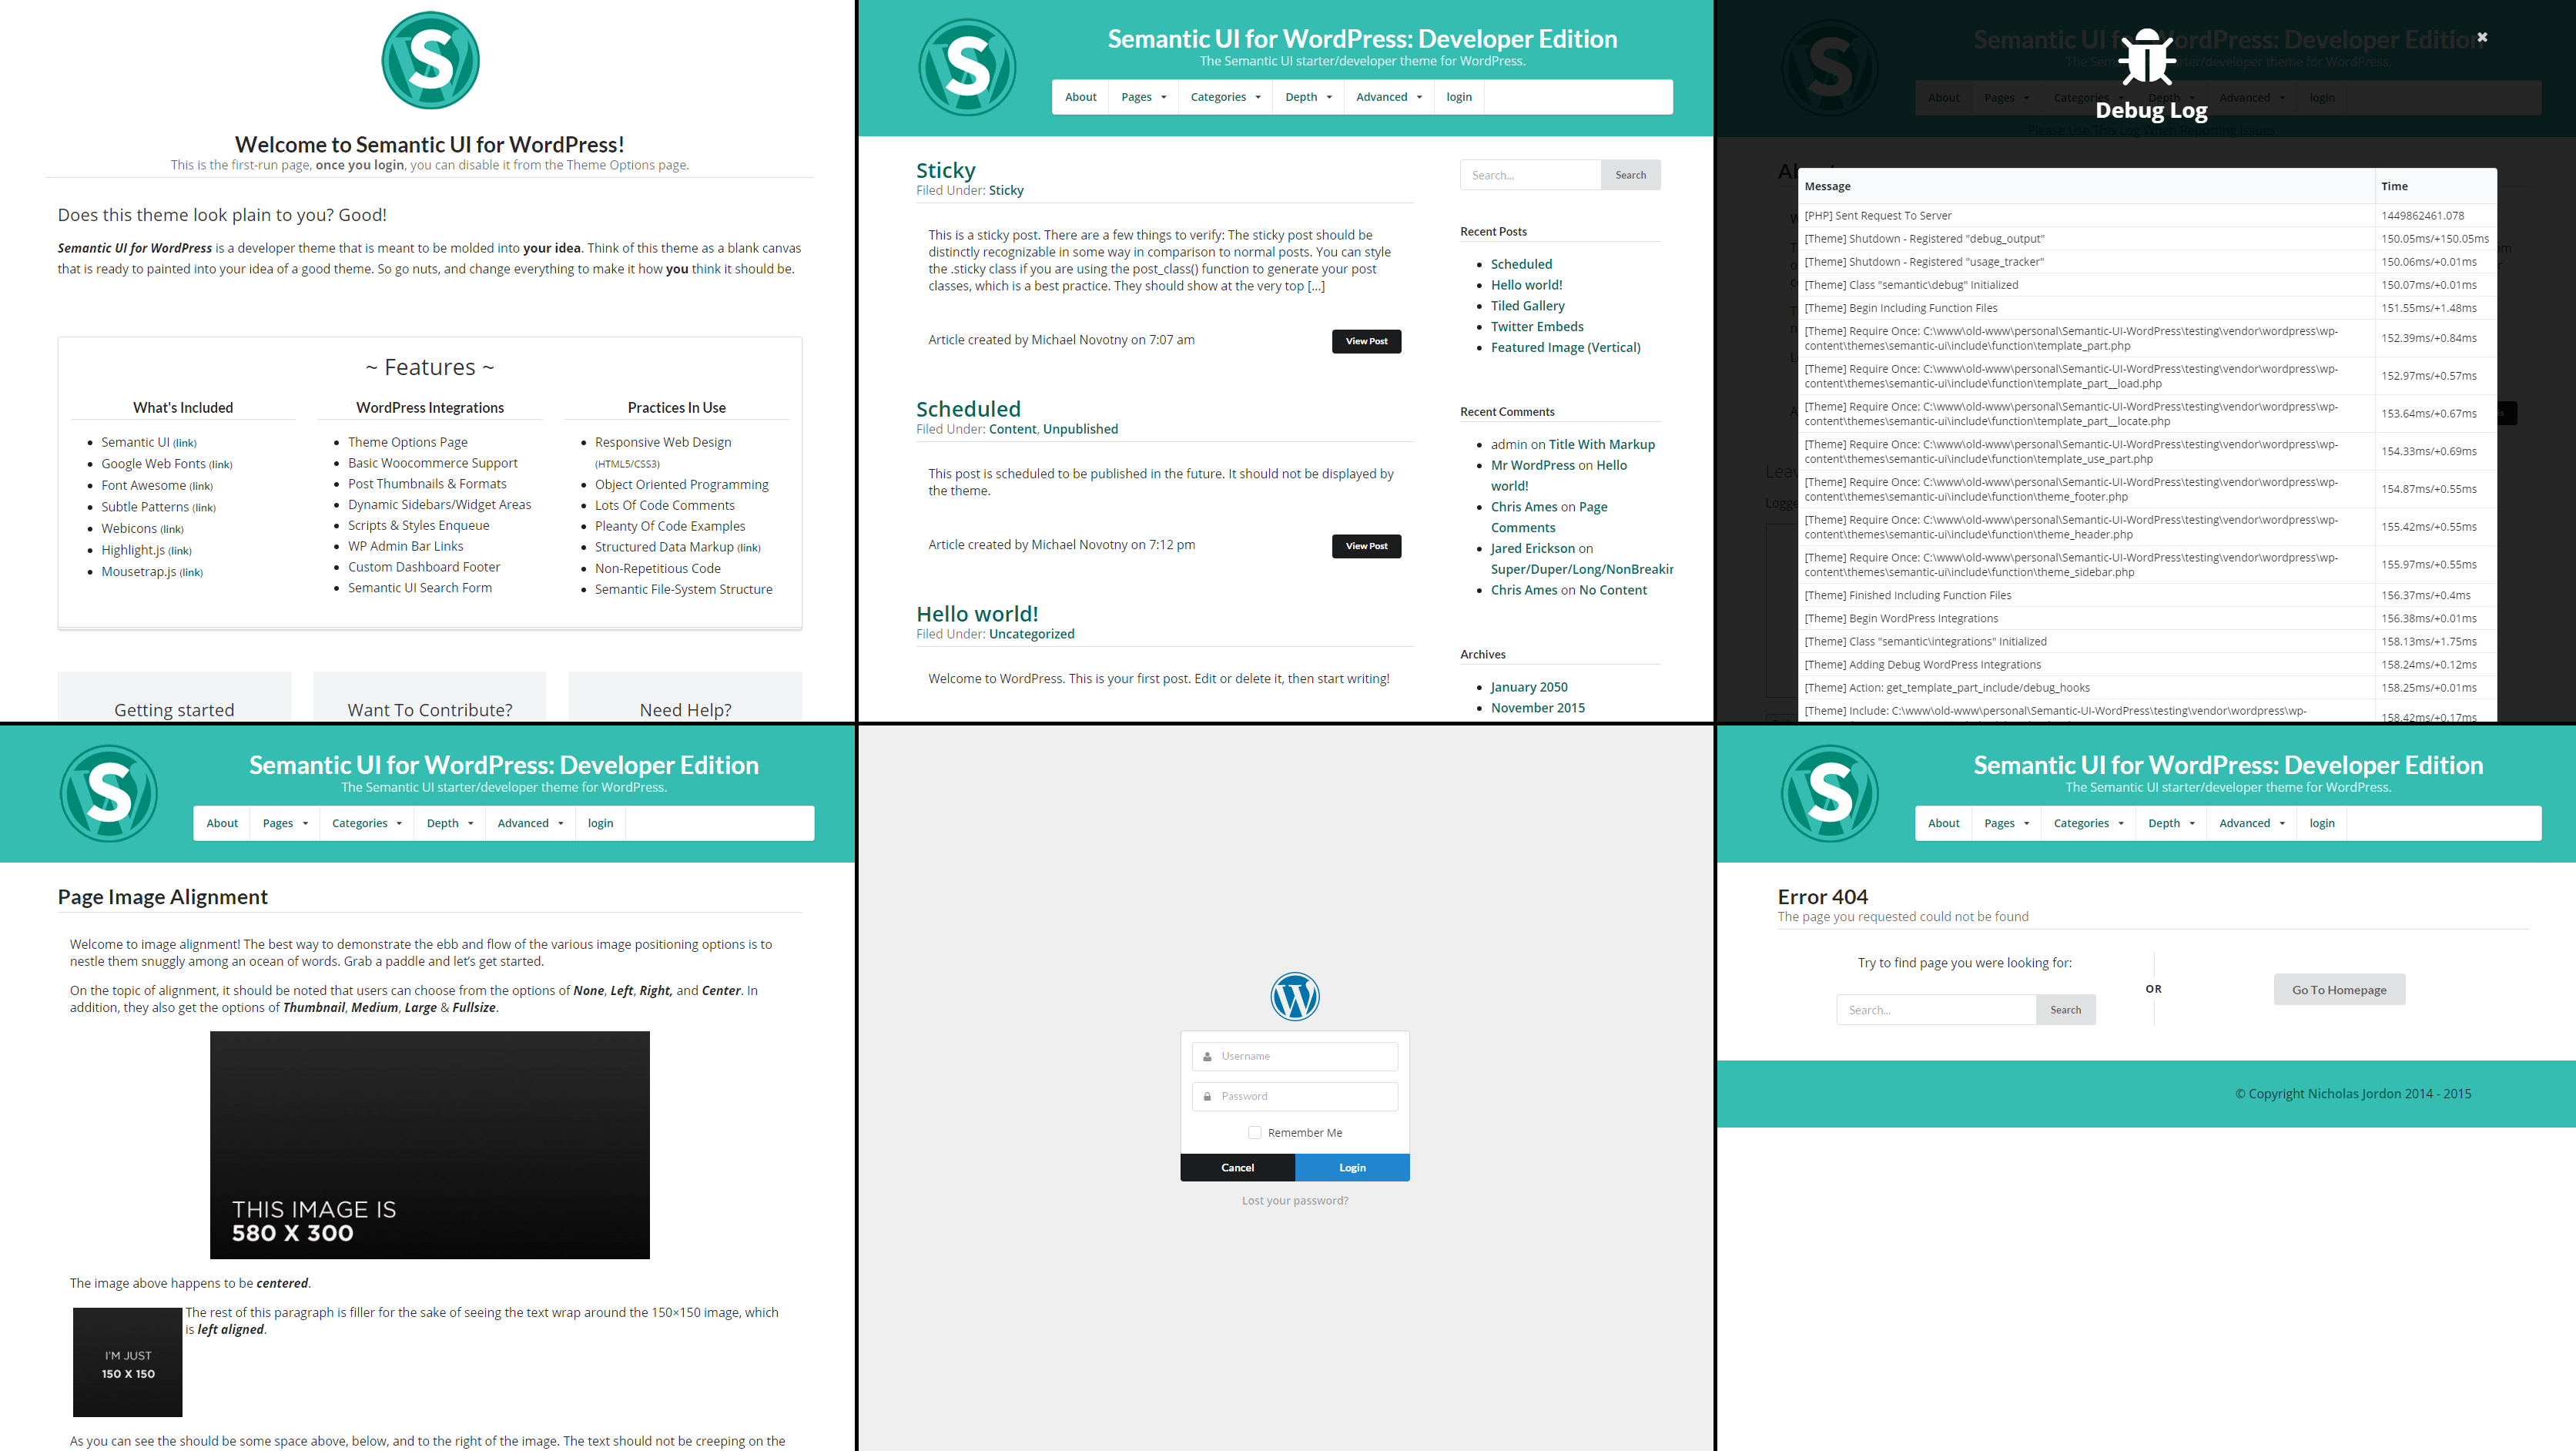 Welcome to Semantic UI for WordPress!
This is the first-run page, once you login, you can disable it from the Theme Options page.
Does this theme look plain to you? Good!
Semantic UI for WordPress is a developer theme that is meant to be molded into your idea. Think of this theme as a blank canvas
that is ready to painted into your idea of a good theme. So go nuts, and change everything to make it how you think it should be.
~ Features ~
What's Included
Semantic UI (link)
Google Web Fonts (link)
Font Awesome (link)
Subtle Patterns (link)
Webicons (link)
Highlight.js (link)
Mousetrap.js (link)
WordPress Integrations
Theme Options Page
Basic Woocommerce Support
Post Thumbnails & Formats
Dynamic Sidebars/Widget Areas
Scripts & Styles Enqueue
WP Admin Bar Links
Custom Dashboard Footer
Semantic UI Search Form
Practices In Use
Responsive Web Design
(HTML5/CSS3)
Object Oriented Programming
Lots Of Code Comments
Pleanty Of Code Examples
Structured Data Markup (link)
Non-Repetitious Code
Semantic File-System Structure
Getting started
Want To Contribute?
Need Help?
Semantic UI for WordPress: Developer Edition
The Semantic UI starter/developer theme for WordPress.
About Pages Categories Depth Advanced login
Sticky
Filed Under: Sticky
This is a sticky post. There are a few things to verify: The sticky post should be
distinctly recognizable in some way in comparison to normal posts. You can style
the .sticky class if you are using the post_class() function to generate your post
classes, which is a best practice. They should show at the very top [...]
Article created by Michael Novotny on 7:07 am
View Post
Scheduled
Filed Under: Content, Unpublished
This post is scheduled to be published in the future. It should not be displayed by
the theme.
Article created by Michael Novotny on 7:12 pm
View Post
Hello world!
Filed Under: Uncategorized
Welcome to WordPress. This is your first post. Edit or delete it, then start writing!
Search...
Search
Recent Posts
Scheduled
Hello world!
Tiled Gallery
Twitter Embeds
Featured Image (Vertical)
Recent Comments
admin on Title With Markup
Mr WordPress on Hello
world!
Chris Ames on Page
Comments
Jared Erickson on
Super/Duper/Long/NonBreakin
Chris Ames on No Content
Archives
January 2050
November 2015
Semantic UI for WordPress: Developer Edition
About Pages Categories Depth Advanced login
Debug Log
Please Use This Log When Reporting Issues
Message Time
[PHP] Sent Request To Server 1449862461.078
[Theme] Shutdown - Registered "debug_output" 150.05ms/+150.05ms
[Theme] Shutdown - Registered "usage_tracker" 150.06ms/+0.01ms
[Theme] Class "semantic\debug" Initialized 150.07ms/+0.01ms
[Theme] Begin Including Function Files 151.55ms/+1.48ms
[Theme] Require Once: C:\www\old-www\personal\Semantic-UI-WordPress\testing\vendor\wordpress\wp-
content\themes\semantic-ui\include\function\template_part.php 152.39ms/+0.84ms
[Theme] Require Once: C:\www\old-www\personal\Semantic-UI-WordPress\testing\vendor\wordpress\wp-
content\themes\semantic-ui\include\function\template_part__load.php 152.97ms/+0.57ms
[Theme] Require Once: C:\www\old-www\personal\Semantic-UI-WordPress\testing\vendor\wordpress\wp-
content\themes\semantic-ui\include\function\template_part__locate.php 153.64ms/+0.67ms
[Theme] Require Once: C:\www\old-www\personal\Semantic-UI-WordPress\testing\vendor\wordpress\wp-
content\themes\semantic-ui\include\function\template_use_part.php 154.33ms/+0.69ms
[Theme] Require Once: C:\www\old-www\personal\Semantic-UI-WordPress\testing\vendor\wordpress\wp-
content\themes\semantic-ui\include\function\theme_footer.php 154.87ms/+0.55ms
[Theme] Require Once: C:\www\old-www\personal\Semantic-UI-WordPress\testing\vendor\wordpress\wp-
content\themes\semantic-ui\include\function\theme_header.php 155.42ms/+0.55ms
[Theme] Require Once: C:\www\old-www\personal\Semantic-UI-WordPress\testing\vendor\wordpress\wp-
content\themes\semantic-ui\include\function\theme_sidebar.php 155.97ms/+0.55ms
[Theme] Finished Including Function Files 156.37ms/+0.4ms
[Theme] Begin WordPress Integrations 156.38ms/+0.01ms
[Theme] Class "semantic\integrations" Initialized 158.13ms/+1.75ms
[Theme] Adding Debug WordPress Integrations 158.24ms/+0.12ms
[Theme] Action: get_template_part_include/debug_hooks 158.25ms/+0.01ms
[Theme] Include: C:\www\old-www\personal\Semantic-UI-WordPress\testing\vendor\wordpress\wp- 158.42ms/+0.17ms
Semantic UI for WordPress: Developer Edition
The Semantic UI starter/developer theme for WordPress.
About Pages Categories Depth Advanced login
Page Image Alignment
Welcome to image alignment! The best way to demonstrate the ebb and flow of the various image positioning options is to
nestle them snuggly among an ocean of words. Grab a paddle and let's get started.
On the topic of alignment, it should be noted that users can choose from the options of None, Left, Right, and Center. In
addition, they also get the options of Thumbnail, Medium, Large & Fullsize.
THIS IMAGE IS
580 X 300
The image above happens to be centered.
The rest of this paragraph is filler for the sake of seeing the text wrap around the 150×150 image, which
is left aligned.
I'M JUST
150 X 150
As you can see the should be some space above, below, and to the right of the image. The text should not be creeping on the
Username
Password
Remember Me
Cancel Login
Lost your password?
Semantic UI for WordPress: Developer Edition
The Semantic UI starter/developer theme for WordPress.
About Pages Categories Depth Advanced login
Error 404
The page you requested could not be found
Try to find page you were looking for:
Search...
Search
OR
Go To Homepage
© Copyright Nicholas Jordon 2014 - 2015